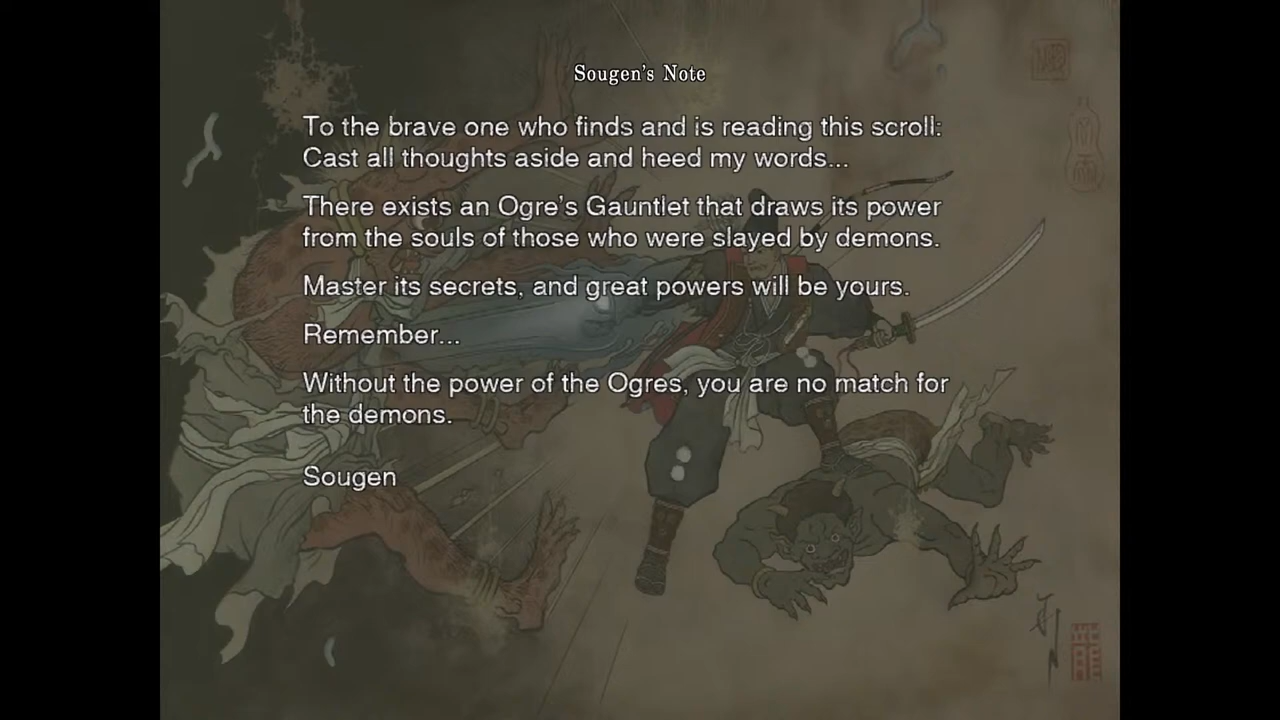 Sougen's Note
To the brave one who finds and is reading this scroll:
Cast all thoughts aside and heed my words...
There exists an Ogre's Gauntlet that draws its power
from the souls of those who were slayed by demons.
Master its secrets, and great powers will be yours.
Remember...
Without the power of the Ogres, you are no match for
the demons.
Sougen